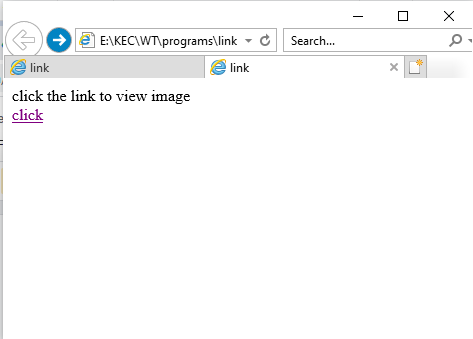 E:\KEC\WT\programs\link
Search...
link
link
click the link to view image
click